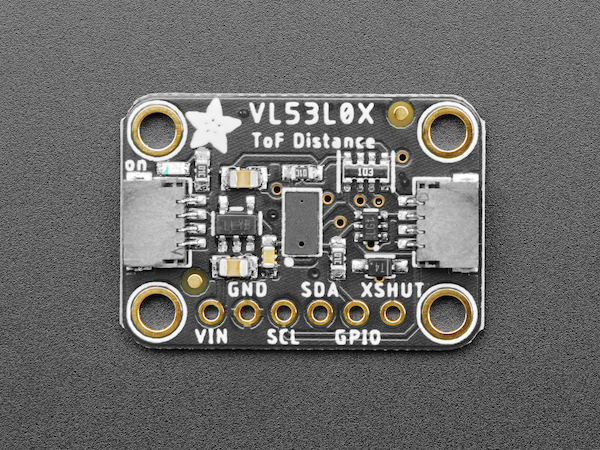 VL53L0X
ToF Distance
on
103
GND SDA XSHUT
VIN SCL GPIO